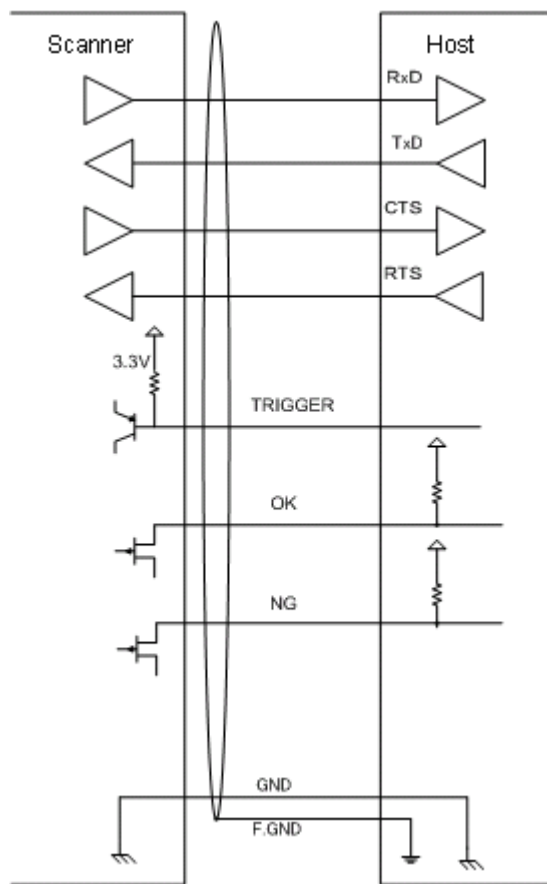 Scanner
Host
RxD
TxD
CTS
RTS
3.3V
TRIGGER
OK
NG
GND
F.GND